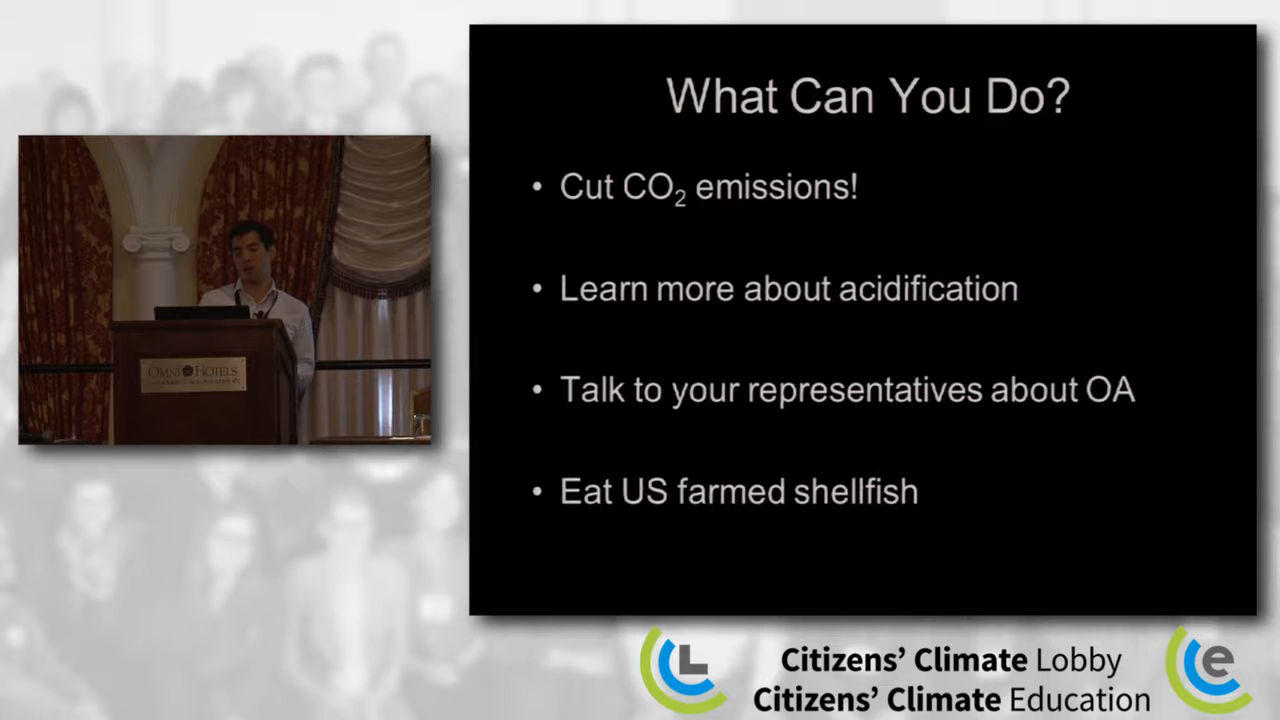 What Can You Do?
• Cut CO₂ emissions!
• Learn more about acidification
• Talk to your representatives about OA
• Eat US farmed shellfish
OMNI HOTELS
L
Citizens' Climate Lobby
Citizens' Climate Education
e